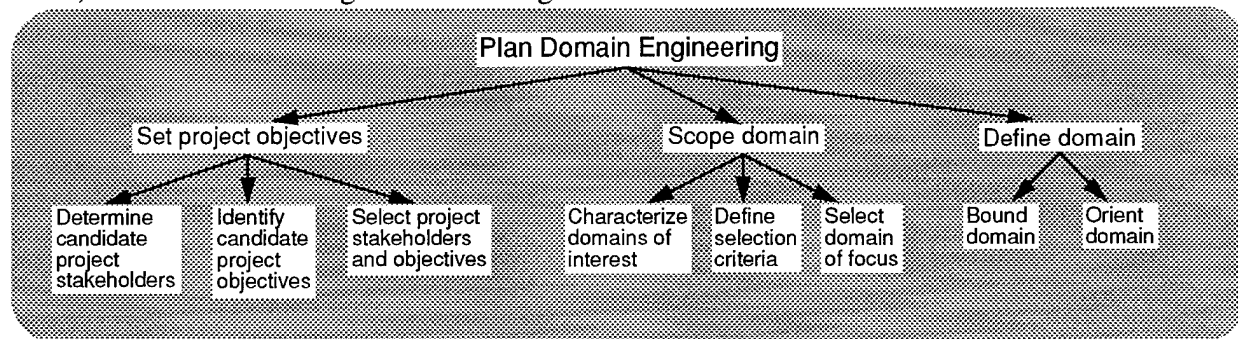 Plan Domain Engineering
Set project objectives
Scope domain
Define domain
Determine
candidate
project
stakeholders
Identify
candidate
project
objectives
Select project
stakeholders
and objectives
Characterize
domains of
interest
Define
selection
criteria
Select
domain
of focus
Bound
domain
Orient
domain